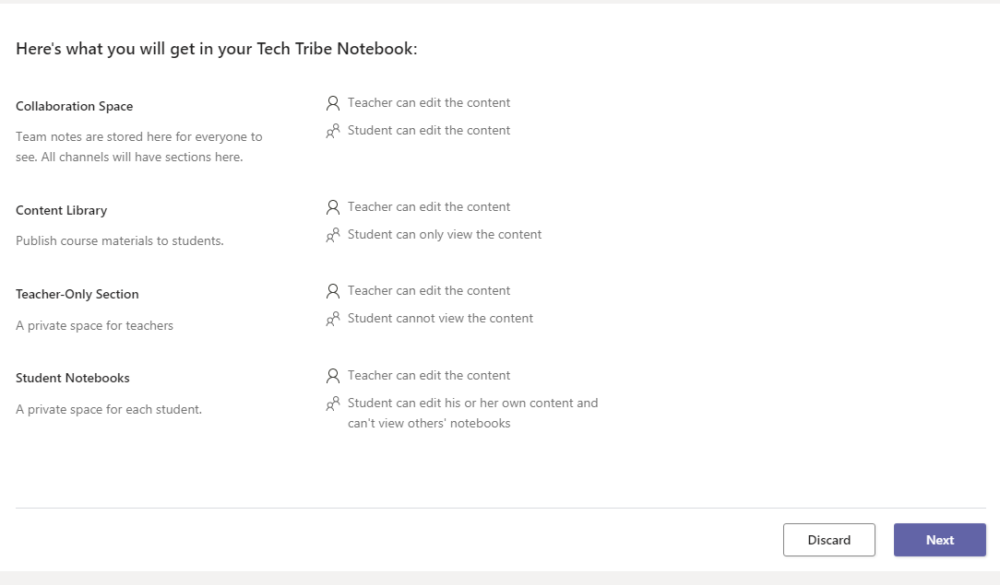 Here's what you will get in your Tech Tribe Notebook:
Collaboration Space
Team notes are stored here for everyone to
see. All channels will have sections here.
Teacher can edit the content
Student can edit the content
Content Library
Publish course materials to students.
Teacher can edit the content
Student can only view the content
Teacher-Only Section
A private space for teachers
Teacher can edit the content
Student cannot view the content
Student Notebooks
A private space for each student.
Teacher can edit the content
Student can edit his or her own content and
can't view others' notebooks
Discard
Next